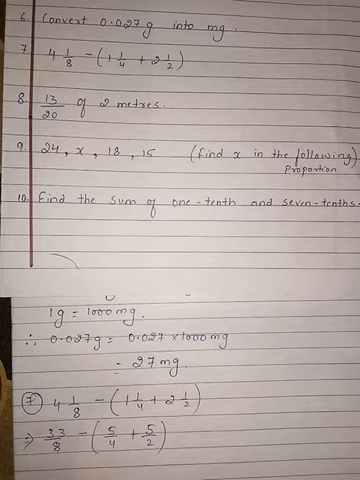 6. Convert 0.027g into mg.
7 4 1/8 - (1 1/4 + 2 1/2)
8. 13/20 of 2 metres.
9. 24, x, 18, 15 (find x in the following)
proportion
10. Find the sum of one-tenth and seven-tenths.
1g = 1000mg.
∴ 0.027g = 0.027 × 1000mg
= 27mg.
⑦ 4 1/8 - (1 1/4 + 2 1/2)
⇒ 33/8 - (5/4 + 5/2)